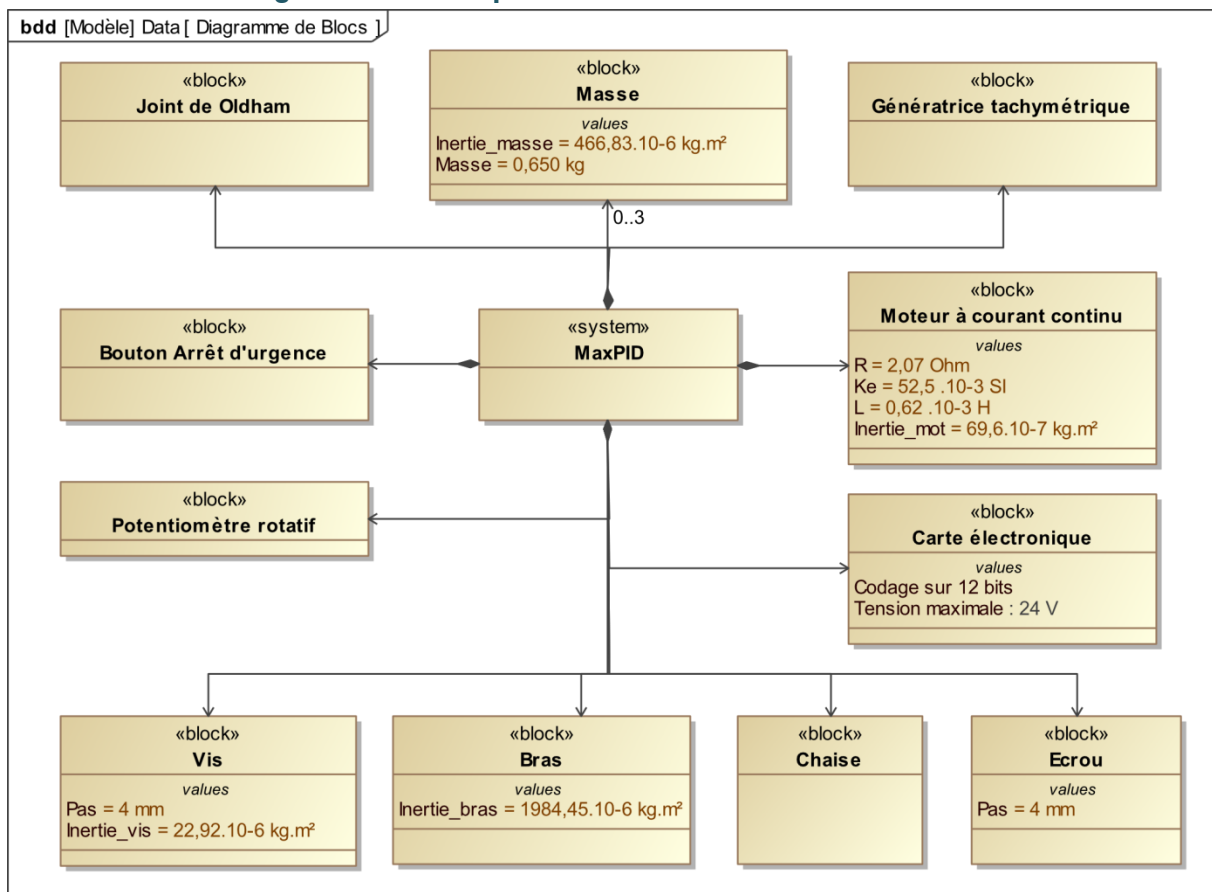 bdd [Modèle] Data [ Diagramme de Blocs ]
«block»
Joint de Oldham
«block»
Masse
values
Inertie_masse = 466,83.10-6 kg.m²
Masse = 0,650 kg
«block»
Génératrice tachymétrique
0..3
«block»
Bouton Arrêt d'urgence
«system»
MaxPID
«block»
Moteur à courant continu
values
R = 2,07 Ohm
Ke = 52,5 .10-3 SI
L = 0,62 .10-3 H
Inertie_mot = 69,6.10-7 kg.m²
«block»
Potentiomètre rotatif
«block»
Carte électronique
values
Codage sur 12 bits
Tension maximale : 24 V
«block»
Vis
values
Pas = 4 mm
Inertie_vis = 22,92.10-6 kg.m²
«block»
Bras
values
Inertie_bras = 1984,45.10-6 kg.m²
«block»
Chaise
«block»
Ecrou
values
Pas = 4 mm